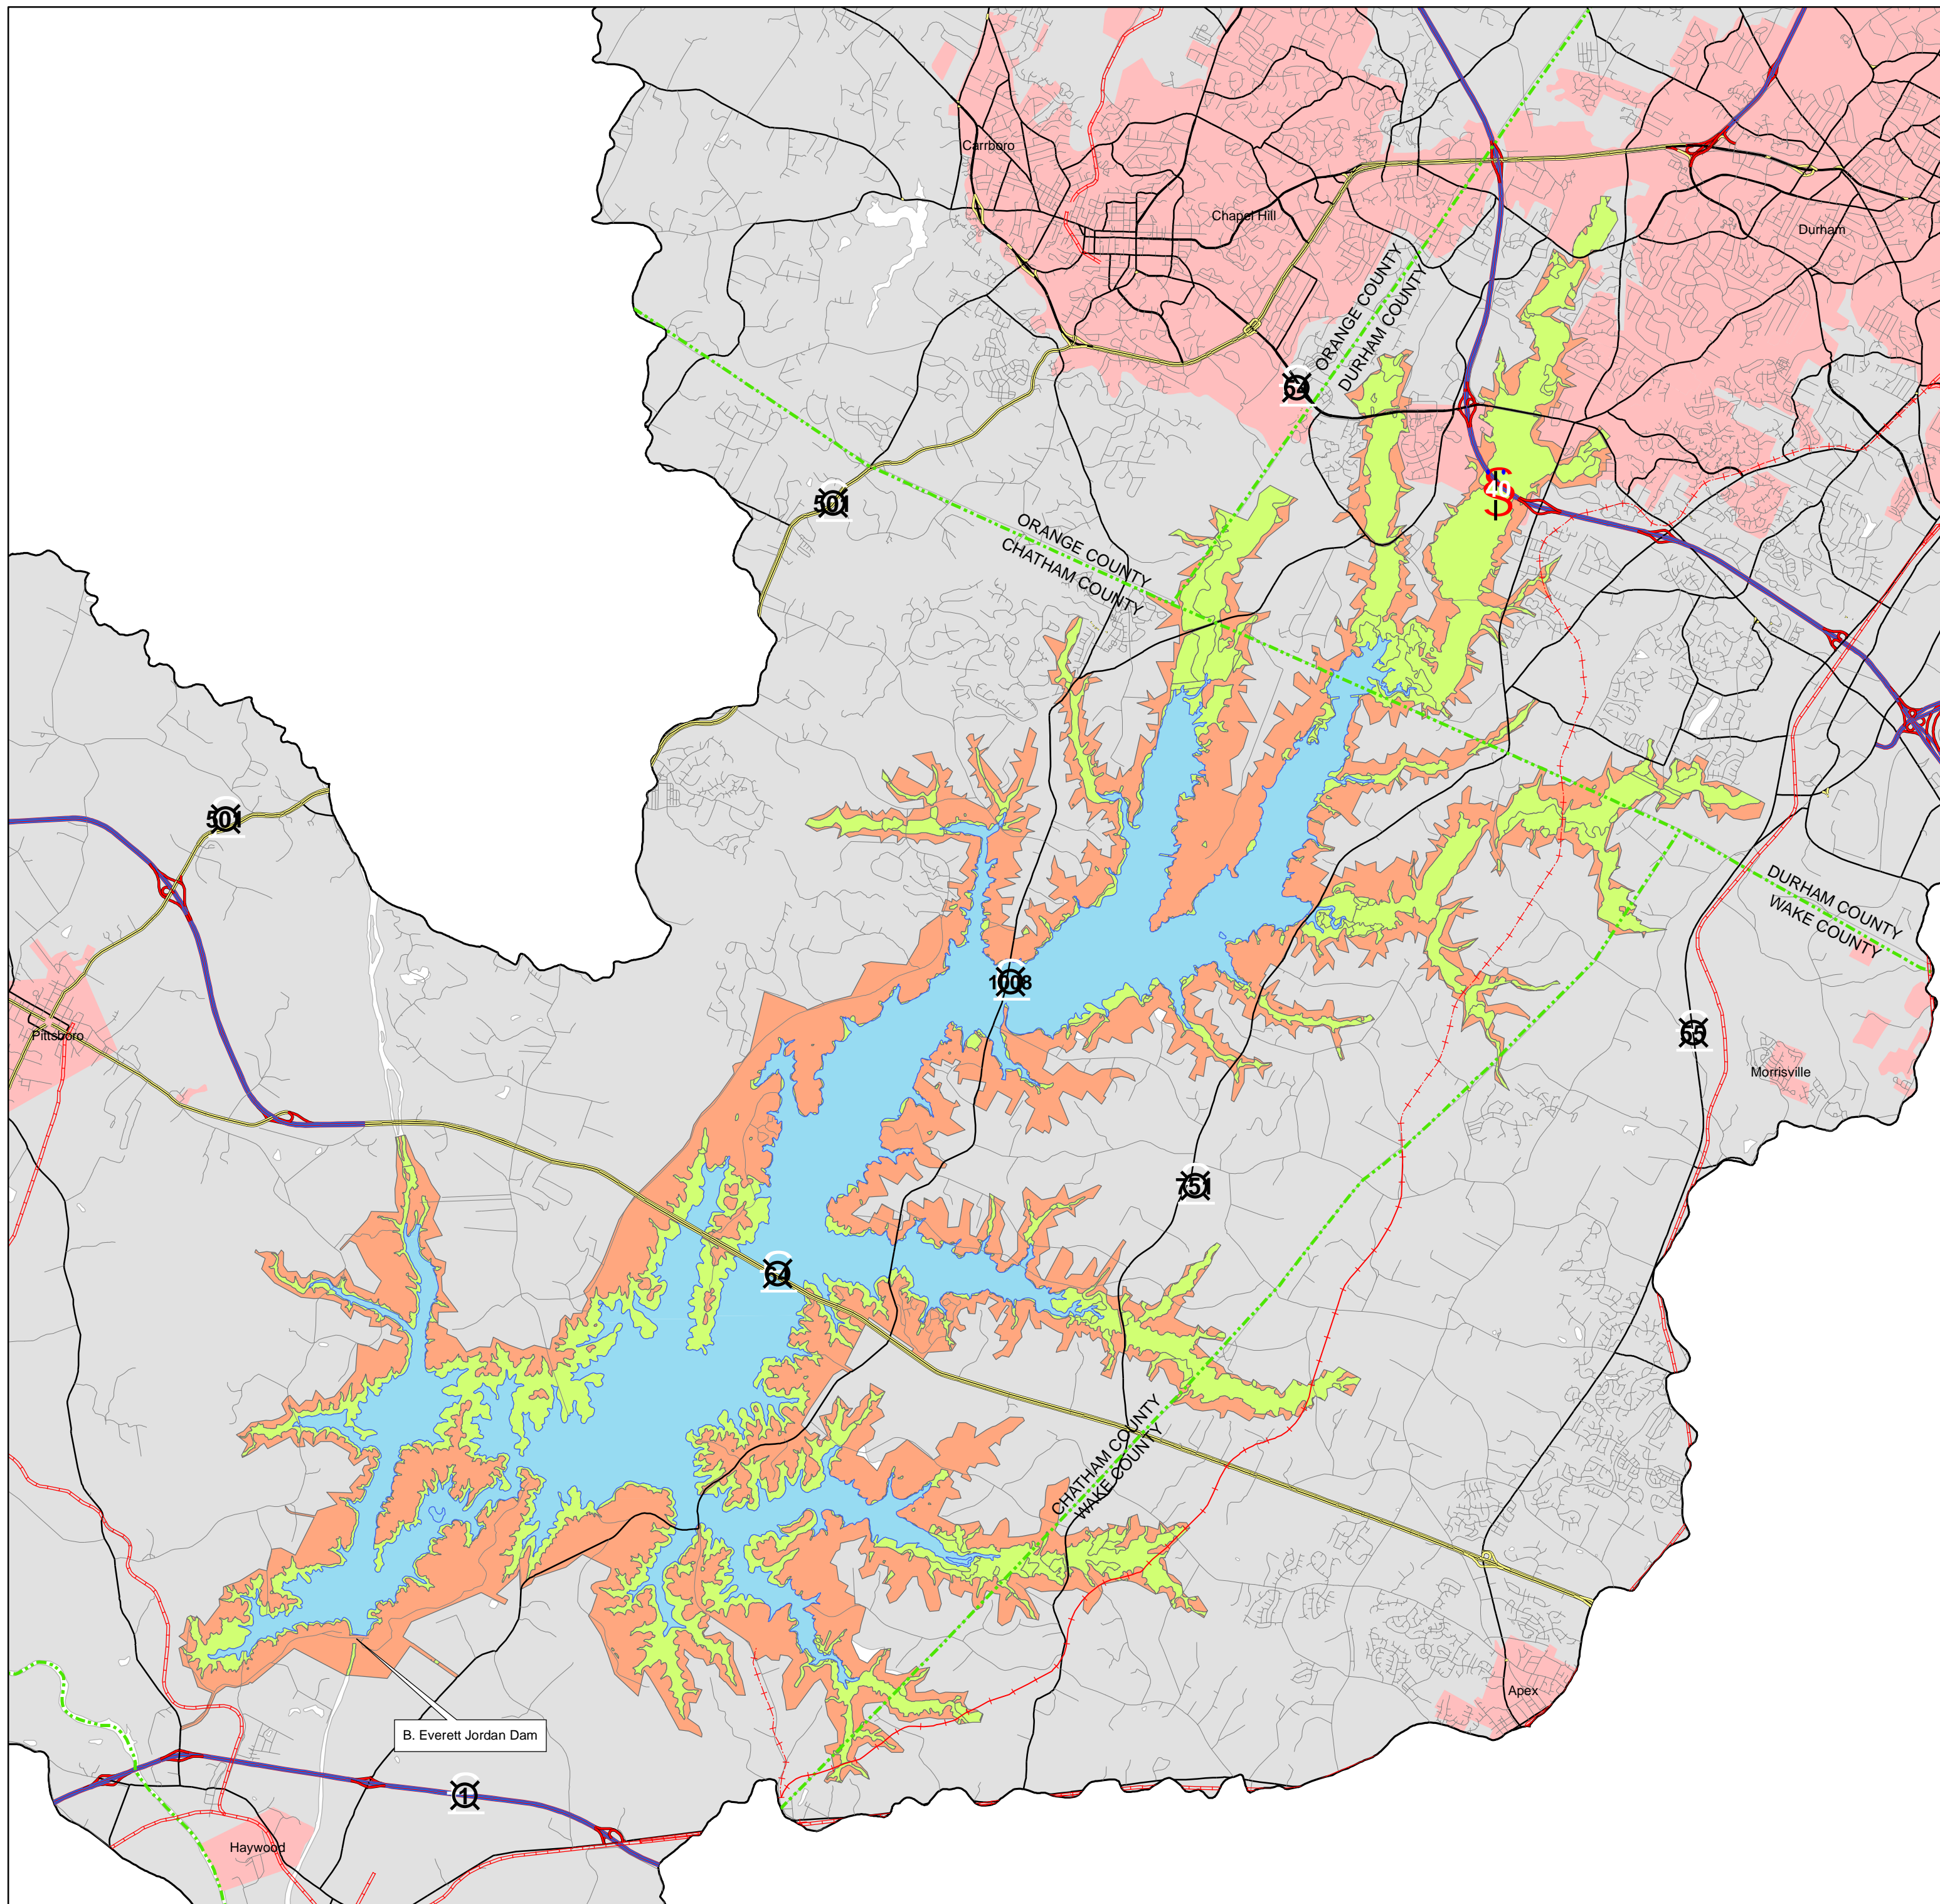 Carrboro
Chapel Hill
Durham
ORANGE COUNTY
DURHAM COUNTY
40
501
ORANGE COUNTY
CHATHAM COUNTY
501
DURHAM COUNTY
WAKE COUNTY
1008
55
Pittsboro
Morrisville
751
64
CHATHAM COUNTY
WAKE COUNTY
Apex
B. Everett Jordan Dam
1
Haywood